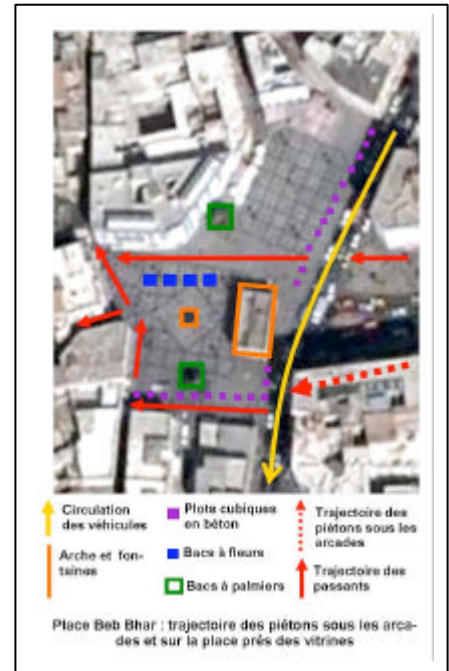 Circulation
des véhicules
Arche et fon-
taines
Plots cubiques
en bèton
Bacs à fleurs
Bacs à palmiers
Trajectoire des
piétons sous les
arcades
Trajectoire des
passants
Place Beb Bhar : trajectoire des piétons sous les arca-
des et sur la place prés des vitrines